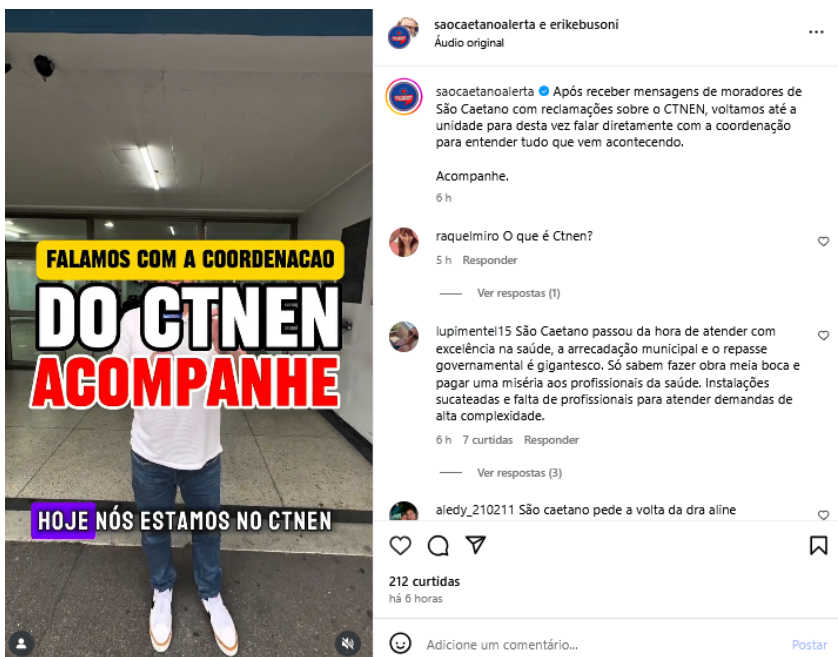 FALAMOS COM A COORDENACAO
DO CTNEN
ACOMPANHE
HOJE NÓS ESTAMOS NO CTNEN
saocaetanoalerta e erikebusoni
Áudio original
saocaetanoalerta Após receber mensagens de moradores de
São Caetano com reclamações sobre o CTNEN, voltamos até a
unidade para desta vez falar diretamente com a coordenação
para entender tudo que vem acontecendo.
Acompanhe.
6 h
raquelmiro O que é Ctnen?
5 h Responder
Ver respostas (1)
lupimentel15 São Caetano passou da hora de atender com
excelência na saúde, a arrecadação municipal e o repasse
governamental é gigantesco. Só sabem fazer obra meia boca e
pagar uma miséria aos profissionais da saúde. Instalações
sucateadas e falta de profissionais para atender demandas de
alta complexidade.
6 h 7 curtidas Responder
Ver respostas (3)
aledy_210211 São caetano pede a volta da dra aline
212 curtidas
há 6 horas
Adicione um comentário...
Postar